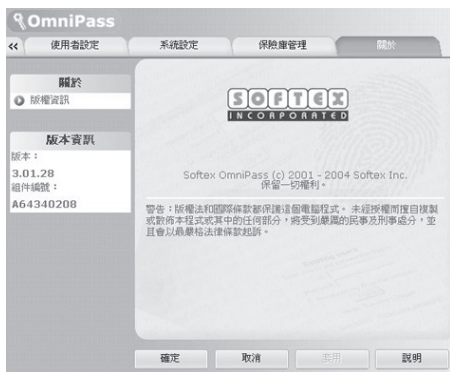 OmniPass
« 使用者設定 系統設定 保險庫管理 關於
關於
版權資訊
版本資訊
版本：
3.01.28
組件編號：
A64340208
SOFTEX
INCORPORATED
Softex OmniPass (c) 2001 - 2004 Softex Inc.
保留一切權利。
警告：版權法和國際條款都保護這個電腦程式。 未經授權而擅自複製
或散佈本程式或其中的任何部分，將受到嚴厲的民事及刑事處分，並
且會以最嚴格法律條款起訴。
確定 取消 套用 說明